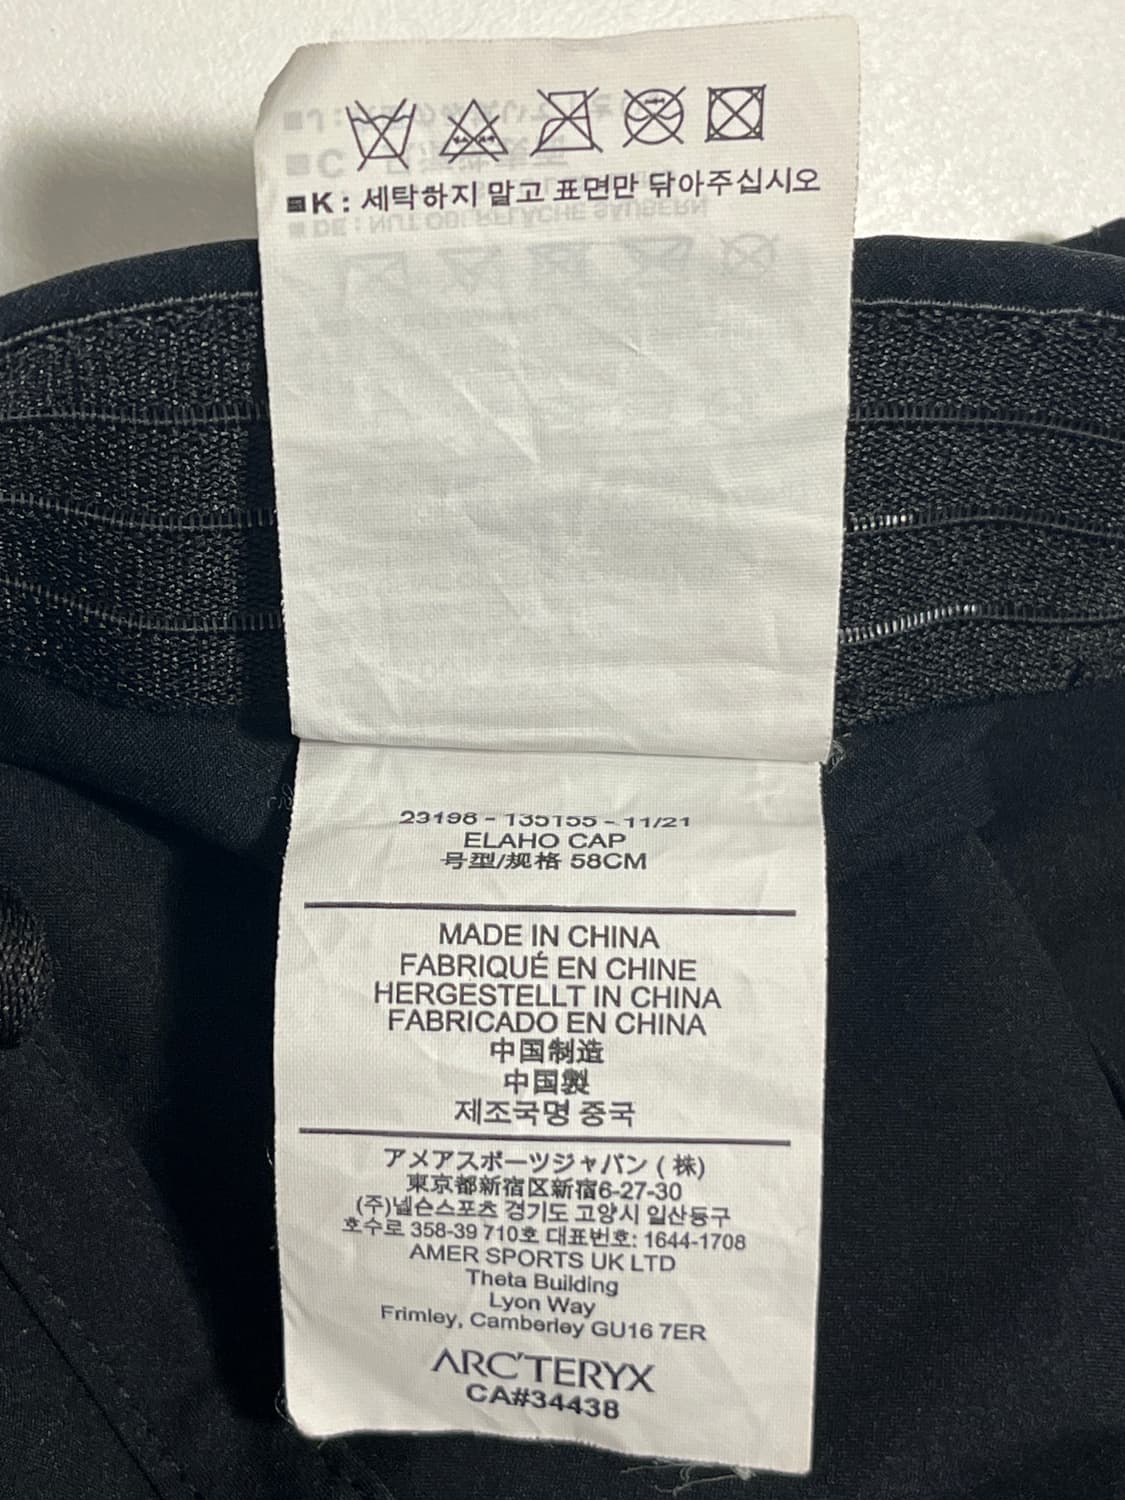 K : 세탁하지 말고 표면만 닦아주십시오
23198 - 135155 - 11/21
ELAHO CAP
号型/规格 58CM
MADE IN CHINA
FABRIQUÉ EN CHINE
HERGESTELLT IN CHINA
FABRICADO EN CHINA
中国制造
中国製
제조국명 중국
アメアスポーツジャパン ( 株)
東京都新宿区新宿6-27-30
(주)넬슨스포츠 경기도 고양시 일산동구
호수로 358-39 710호 대표번호: 1644-1708
AMER SPORTS UK LTD
Theta Building
Lyon Way
Frimley, Camberley GU16 7ER
ARC'TERYX
CA#34438